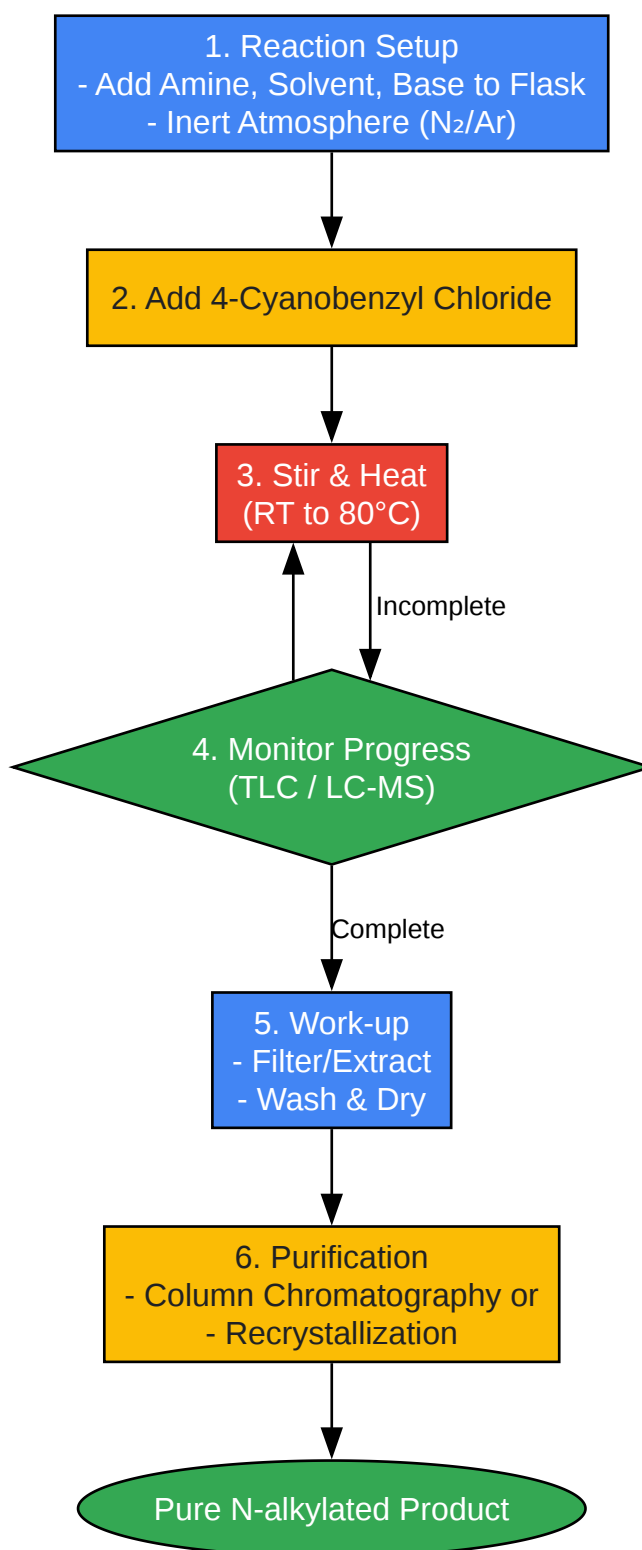 1. Reaction Setup
- Add Amine, Solvent, Base to Flask
- Inert Atmosphere (N₂/Ar)
2. Add 4-Cyanobenzyl Chloride
3. Stir & Heat
(RT to 80°C)
Incomplete
4. Monitor Progress
(TLC / LC-MS)
Complete
5. Work-up
- Filter/Extract
- Wash & Dry
6. Purification
- Column Chromatography or
- Recrystallization
Pure N-alkylated Product